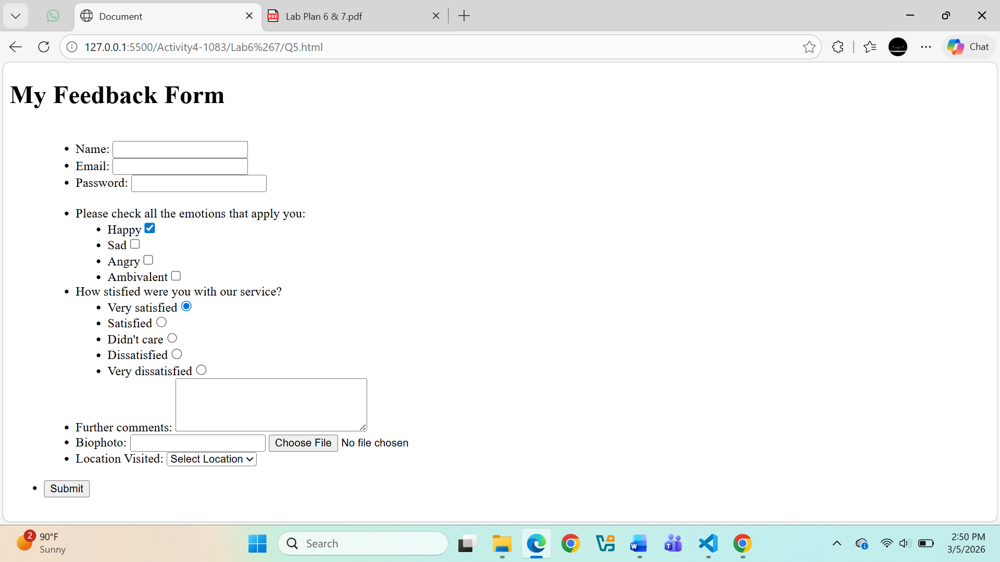 Document
Lab Plan 6 & 7.pdf
127.0.0.1:5500/Activity4-1083/Lab6%267/Q5.html
Chat
My Feedback Form
Name:
Email:
Password:
Please check all the emotions that apply you:
Happy
Sad
Angry
Ambivalent
How stisfied were you with our service?
Very satisfied
Satisfied
Didn't care
Dissatisfied
Very dissatisfied
Further comments:
Biophoto: Choose File No file chosen
Location Visited: Select Location
Submit
2
90°F
Sunny
Search
2:50 PM
3/5/2026